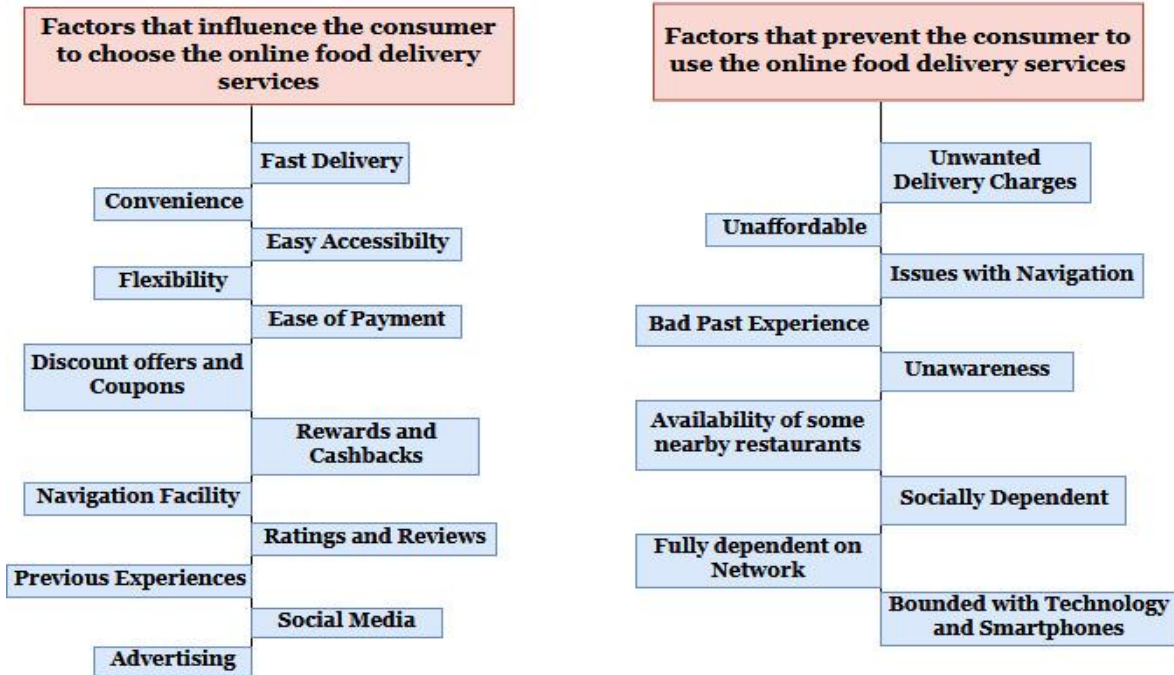 Factors that influence the consumer
to choose the online food delivery
services
Fast Delivery
Convenience
Easy Accessibilty
Flexibility
Ease of Payment
Discount offers and
Coupons
Rewards and
Cashbacks
Navigation Facility
Ratings and Reviews
Previous Experiences
Social Media
Advertising
Factors that prevent the consumer to
use the online food delivery services
Unwanted
Delivery Charges
Unaffordable
Issues with Navigation
Bad Past Experience
Unawareness
Availability of some
nearby restaurants
Socially Dependent
Fully dependent on
Network
Bounded with Technology
and Smartphones